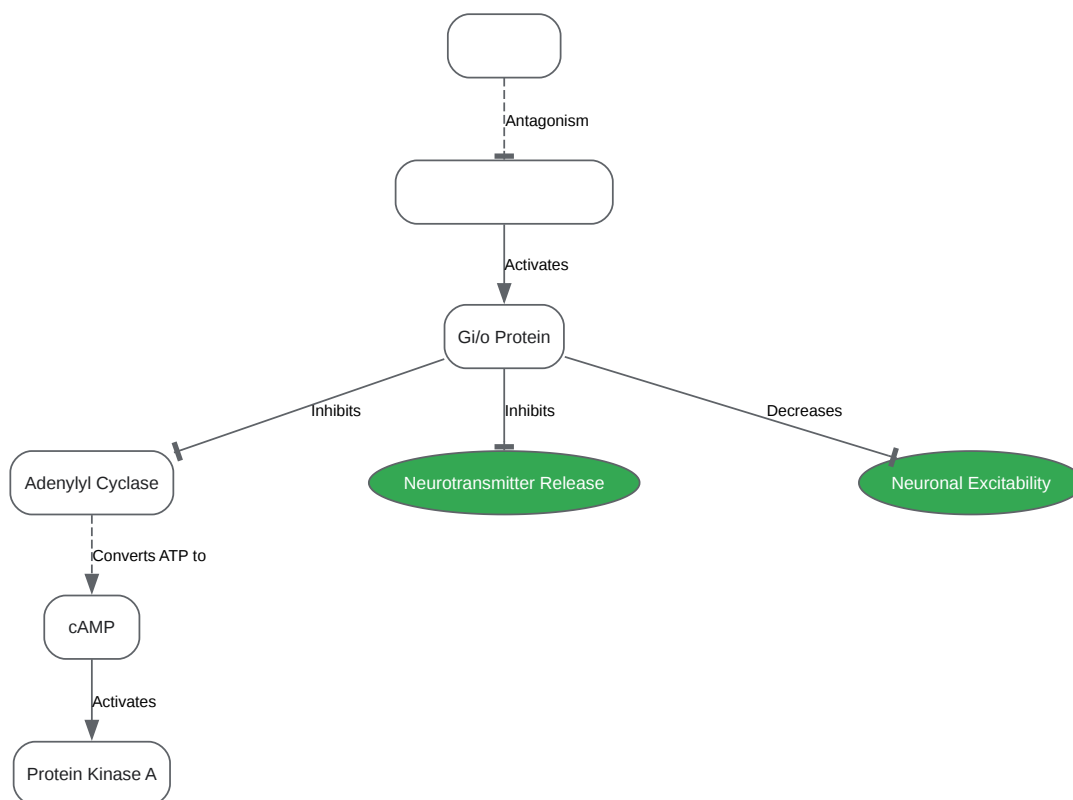 Antagonism
Activates
Gi/o Protein
Inhibits
Inhibits
Decreases
Adenylyl Cyclase
Neurotransmitter Release
Neuronal Excitability
Converts ATP to
cAMP
Activates
Protein Kinase A